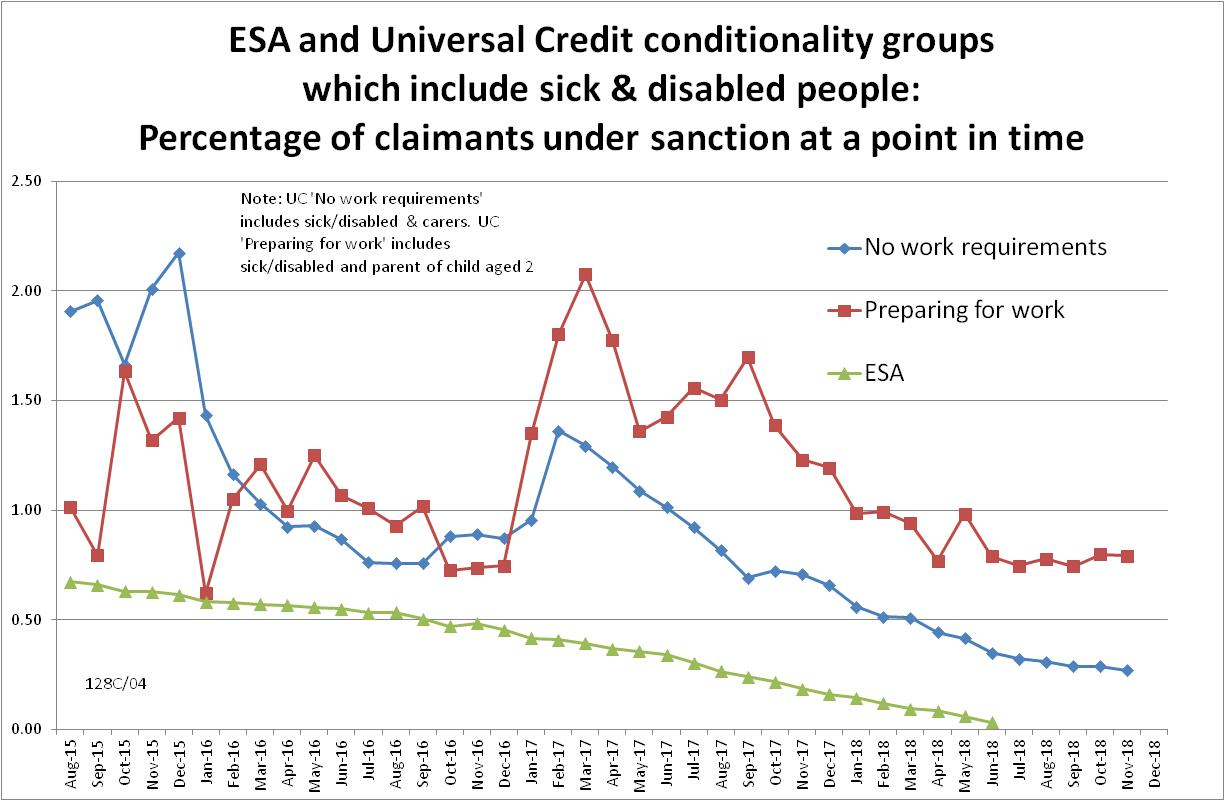 ESA and Universal Credit conditionality groups
which include sick & disabled people:
Percentage of claimants under sanction at a point in time
2.50
2.00
1.50
1.00
0.50
0.00
Note: UC 'No work requirements'
includes sick/disabled & carers. UC
'Preparing for work' includes
sick/disabled and parent of child aged 2
No work requirements
Preparing for work
ESA
128C/04
Aug-15
Sep-15
Oct-15
Nov-15
Dec-15
Jan-16
Feb-16
Mar-16
Apr-16
May-16
Jun-16
Jul-16
Aug-16
Sep-16
Oct-16
Nov-16
Dec-16
Jan-17
Feb-17
Mar-17
Apr-17
May-17
Jun-17
Jul-17
Aug-17
Sep-17
Oct-17
Nov-17
Dec-17
Jan-18
Feb-18
Mar-18
Apr-18
May-18
Jun-18
Jul-18
Aug-18
Sep-18
Oct-18
Nov-18
Dec-18